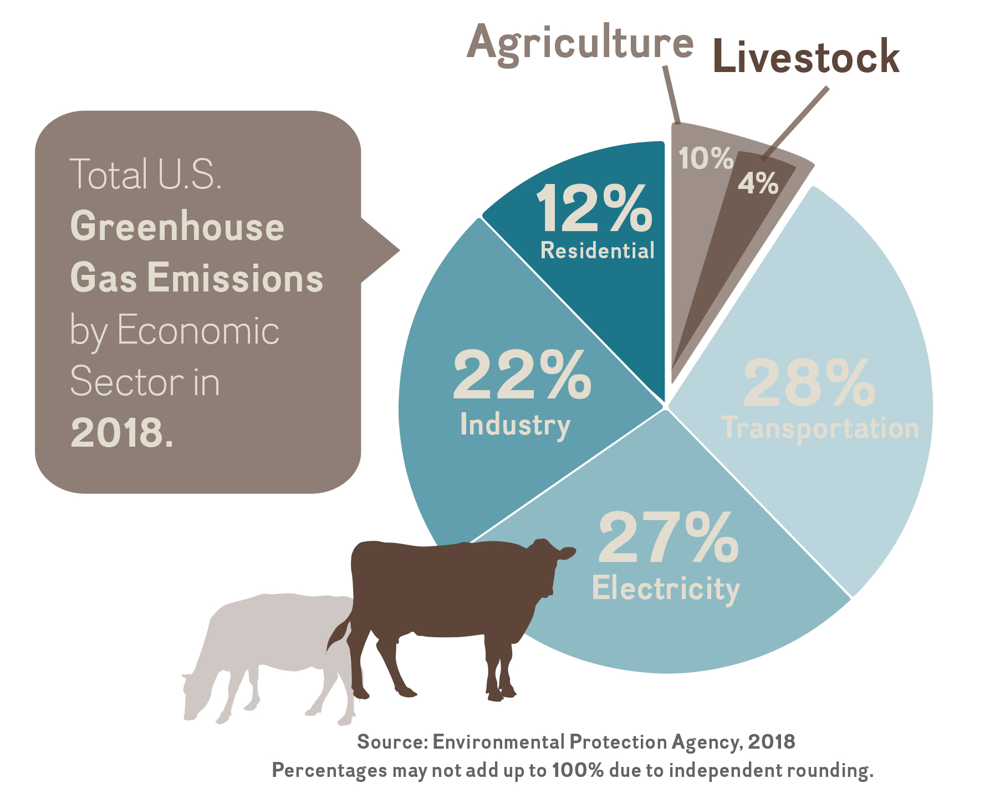 Agriculture
Livestock
Total U.S.
Greenhouse
Gas Emissions
by Economic
Sector in
2018.
10%
4%
12%
Residential
22%
Industry
28%
Transportation
27%
Electricity
Source: Environmental Protection Agency, 2018
Percentages may not add up to 100% due to independent rounding.